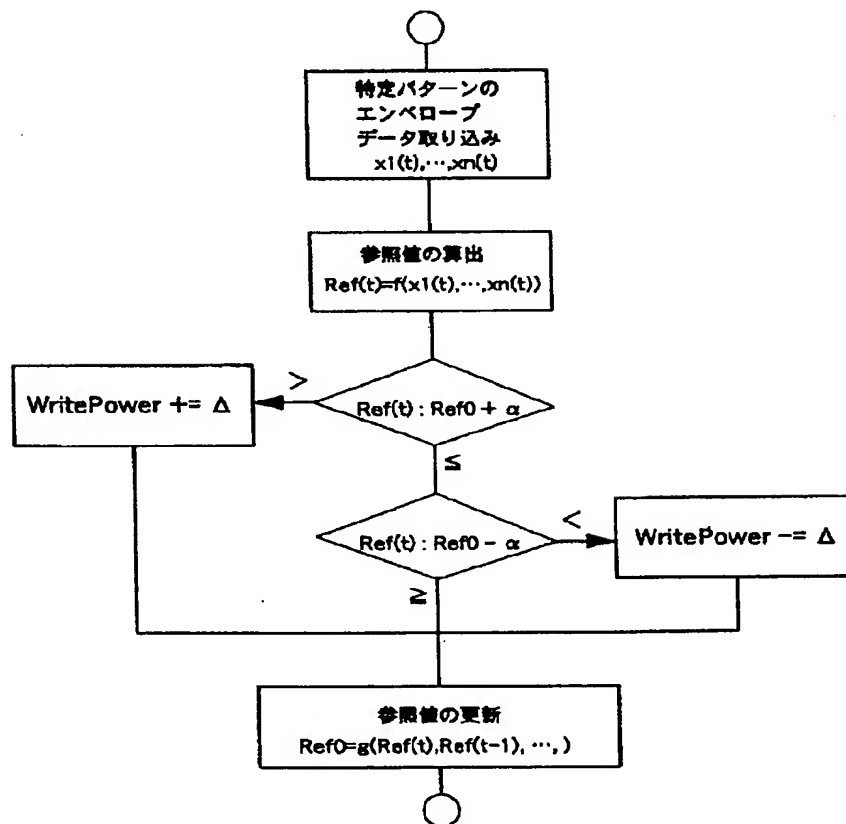 特定パターンの
エンベロープ
データ取り込み
x1(t),…,xn(t)
参照値の算出
Ref(t)=f(x1(t),…,xn(t))
>
WritePower += Δ
Ref(t) : Ref0 + α
≦
Ref(t) : Ref0 - α
<
WritePower -= Δ
≧
参照値の更新
Ref0=g(Ref(t),Ref(t-1), …, )